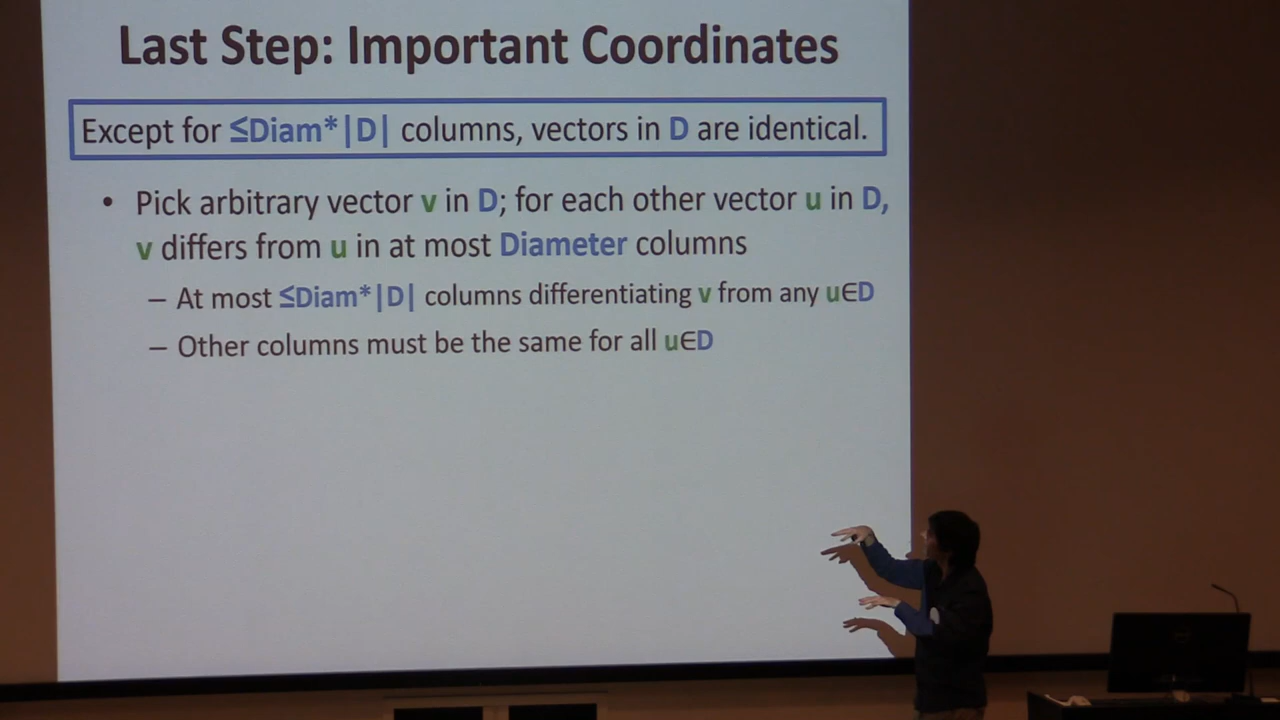 Last Step: Important Coordinates
Except for ≤Diam*|D| columns, vectors in D are identical.
• Pick arbitrary vector v in D; for each other vector u in D,
v differs from u in at most Diameter columns
– At most ≤Diam*|D| columns differentiating v from any u∈D
– Other columns must be the same for all u∈D